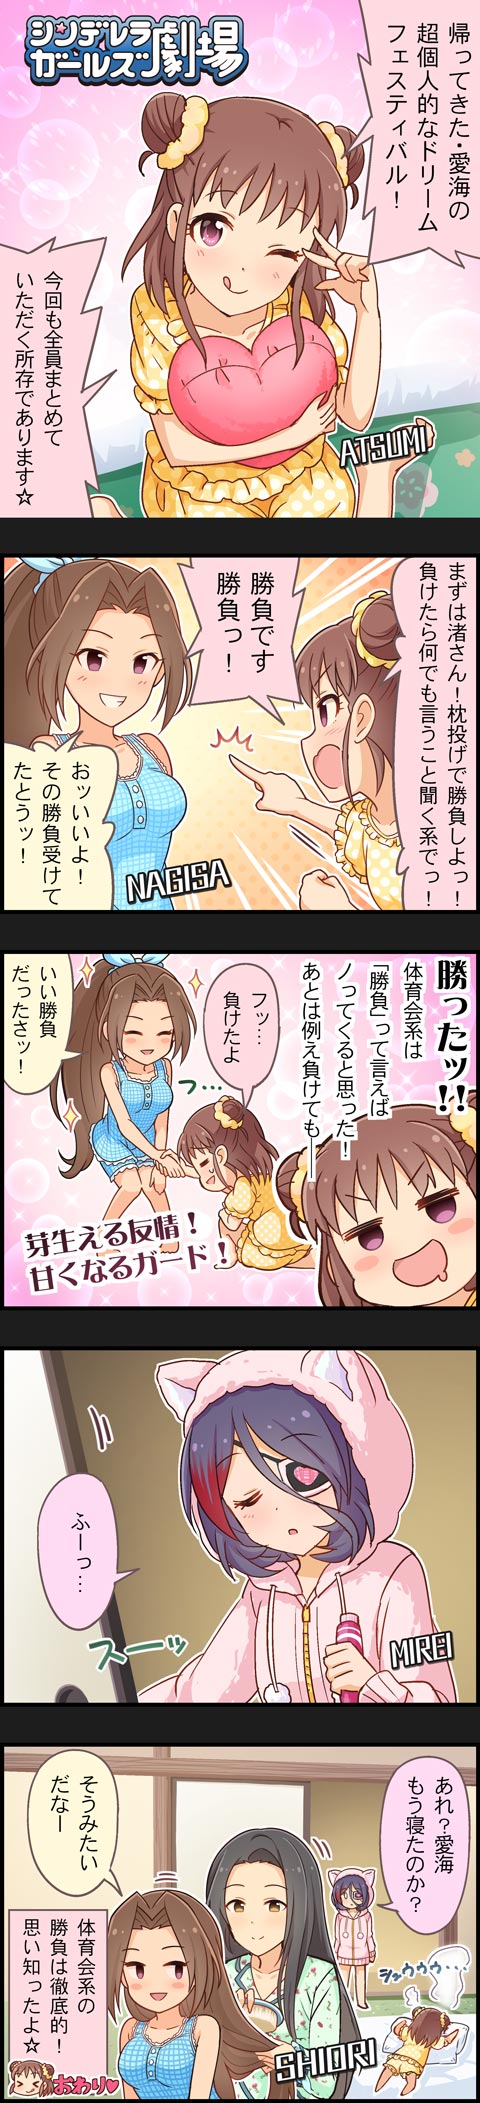 シンデレラ
ガールズ劇場
帰ってきた・愛海の
超個人的なドリーム
フェスティバル！
今回も全員まとめて
いただく所存であります☆
ATSUMI
まずは渚さん！枕投げで勝負しよっ！
負けたら何でも言うこと聞く系でっ！
勝負です
勝負っ！
おッいいよ！
その勝負受けて
たとうッ！
NAGISA
勝ったッ!!
体育会系は
「勝負」って言えば
ノってくると思った！
あとは例え負けても──
フッ…
負けたよ
フ…
いい勝負
だったさッ！
芽生える友情！
甘くなるガード！
ふーっ…
スーッ
MIREI
あれ？愛海
もう寝たのか？
そうみたい
だなー
シュウウウ…
SHIORI
体育会系の
勝負は徹底的！
思い知ったよ☆
おわり♥